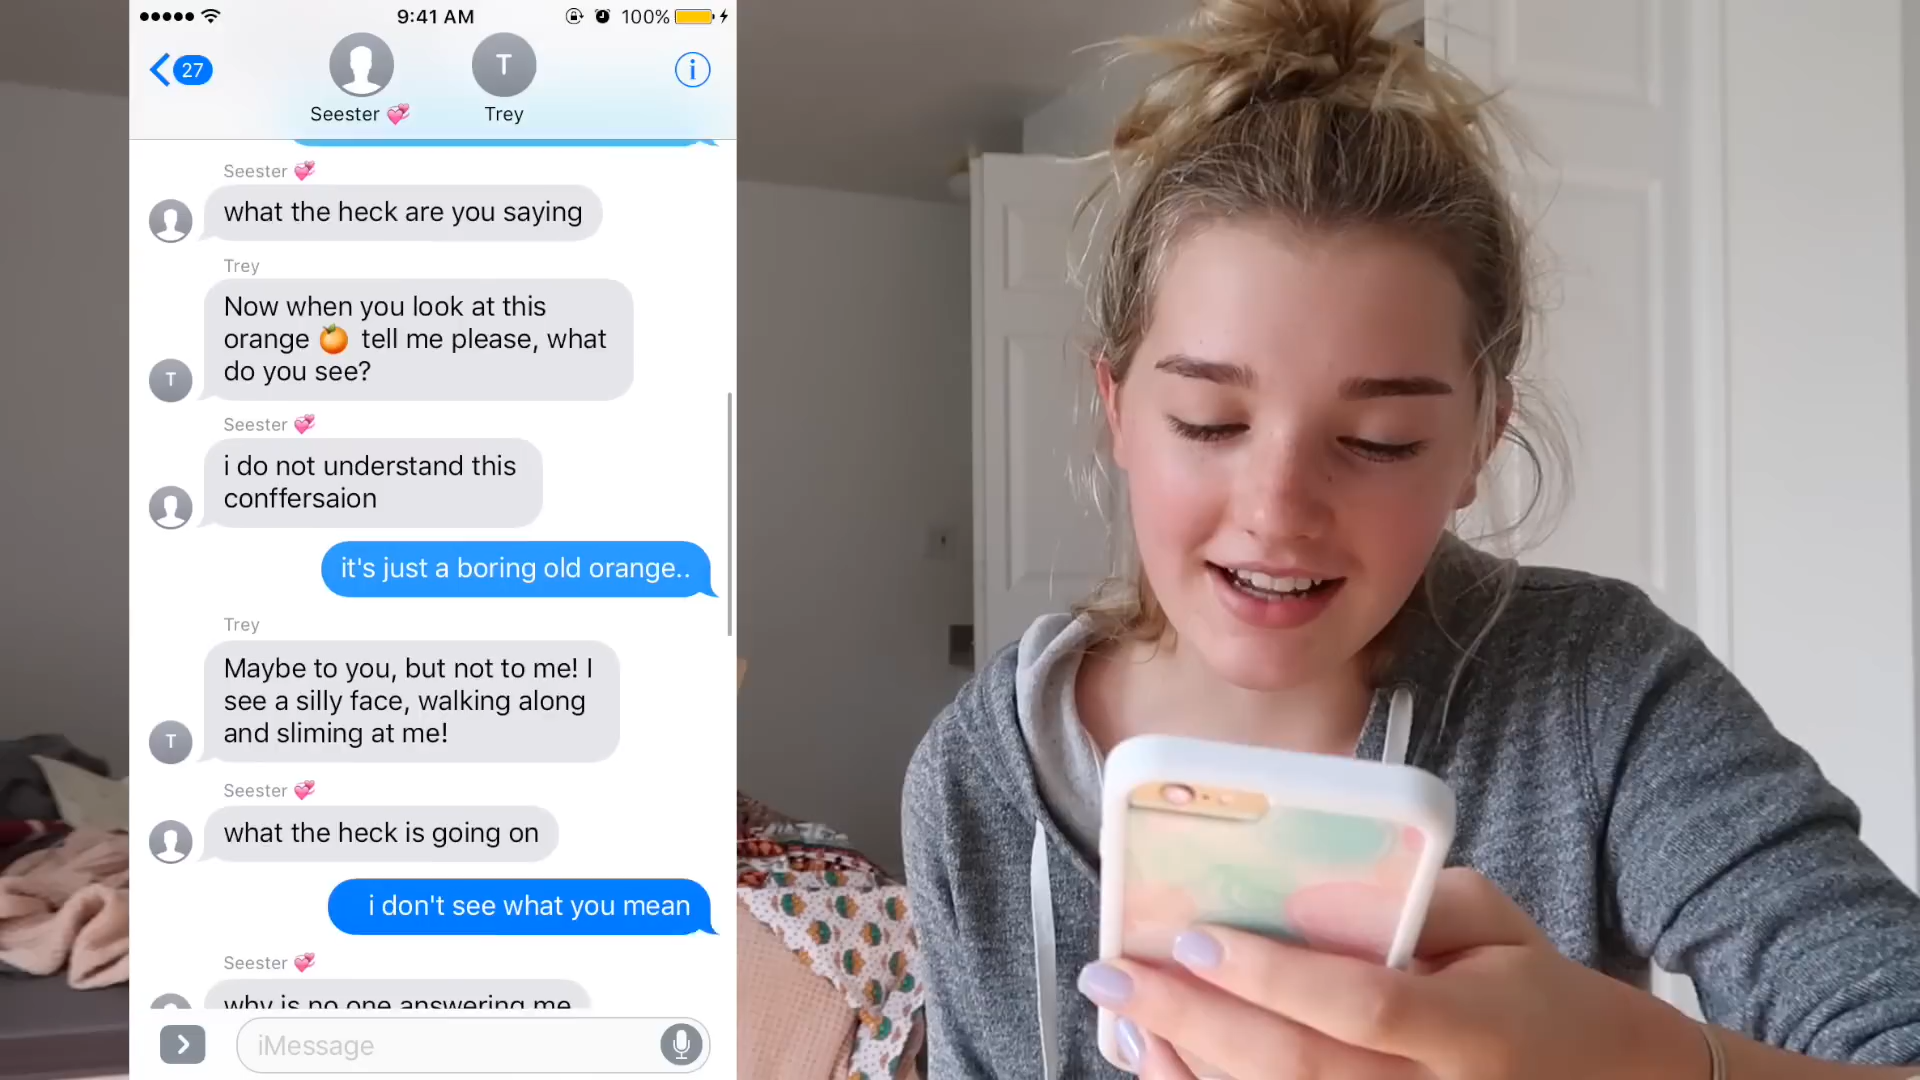 9:41 AM
100%
27
T
Seester 💞
Trey
Seester 💞
what the heck are you saying
Trey
Now when you look at this
orange 🍊 tell me please, what
do you see?
T
Seester 💞
i do not understand this
conffersaion
it's just a boring old orange..
Trey
Maybe to you, but not to me! I
see a silly face, walking along
and sliming at me!
T
Seester 💞
what the heck is going on
i don't see what you mean
Seester 💞
why is no one answering me
iMessage